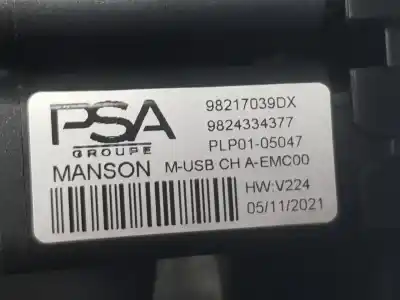 PSA
GROUPE
98217039DX
9824334377
PLP01-05047
MANSON M-USB CH A-EMC00
HW:V224
05/11/2021